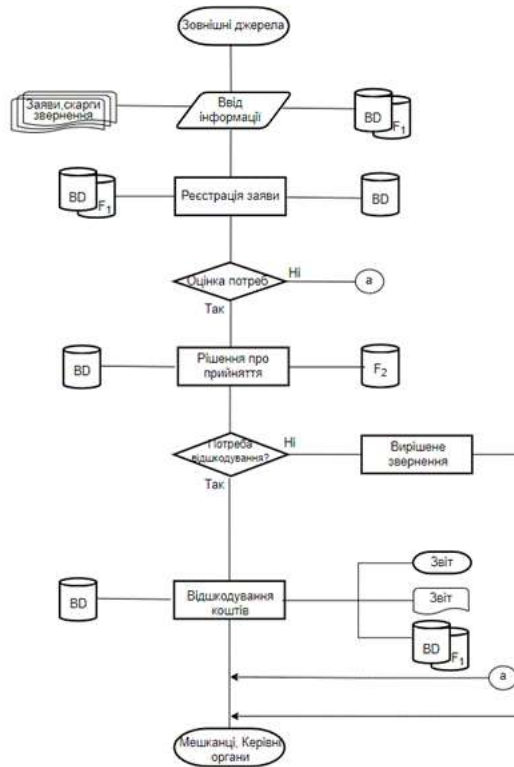 Зовнішні джерела
Заяви,скарги
звернення
Ввід
інформації
BD
F1
BD
F1
Реєстрація заяви
BD
Оцінка потреб
Ні
a
Так
BD
Рішення про
прийняття
F2
Потреба
відшкодування?
Ні
Вирішене
звернення
Так
Звіт
BD
Відшкодування
коштів
Звіт
BD
F1
a
Мешканці, Керівні
органи